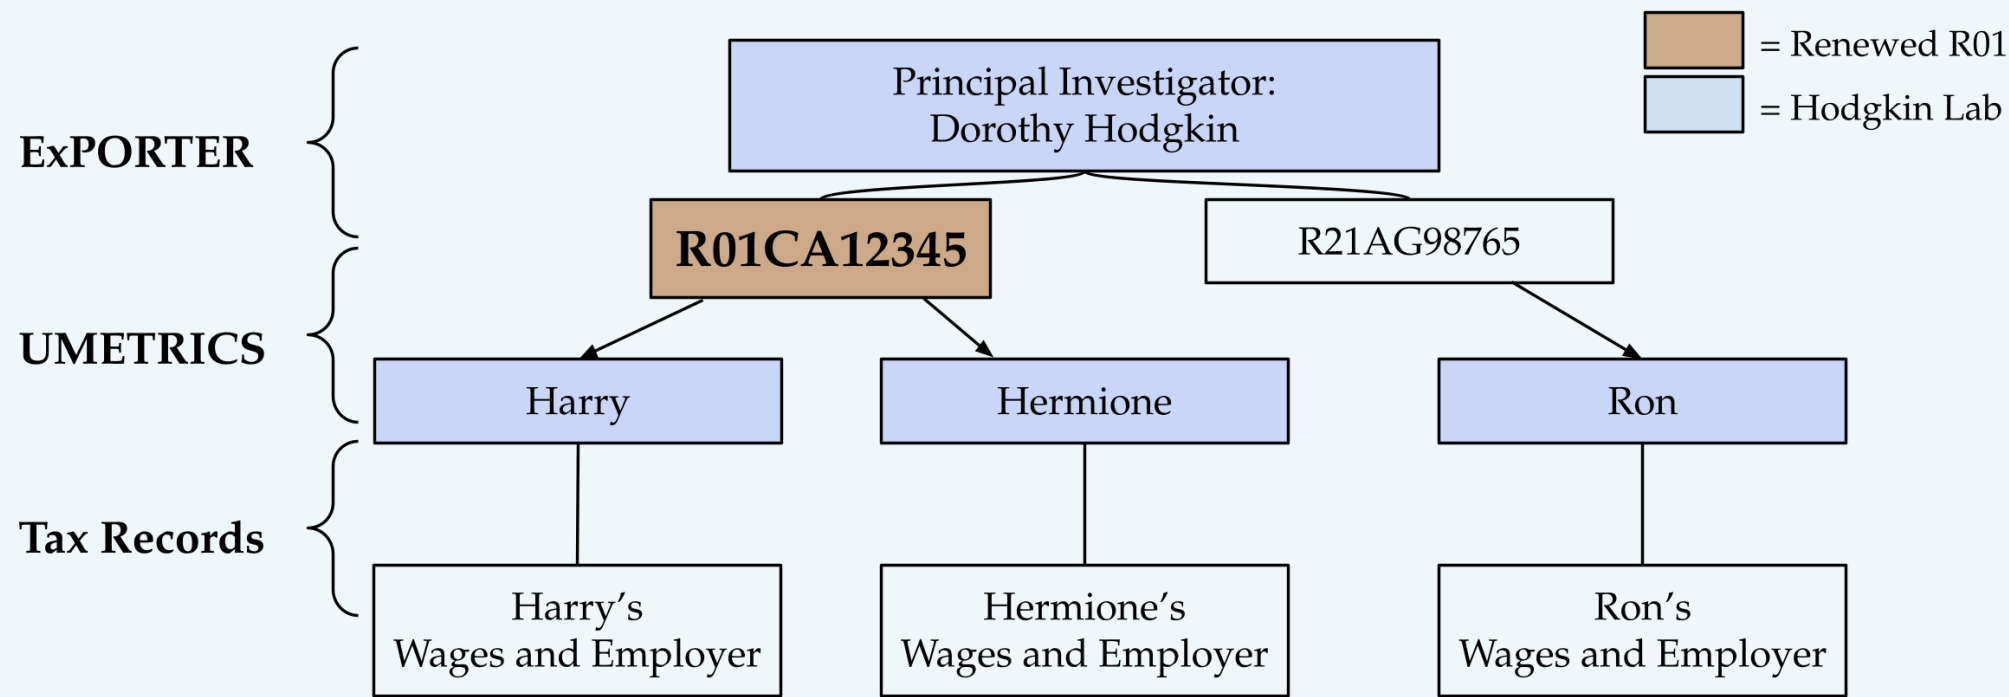 = Renewed R01
= Hodgkin Lab
ExPORTER
Principal Investigator:
Dorothy Hodgkin
R01CA12345
R21AG98765
UMETRICS
Harry
Hermione
Ron
Tax Records
Harry’s
Wages and Employer
Hermione’s
Wages and Employer
Ron’s
Wages and Employer